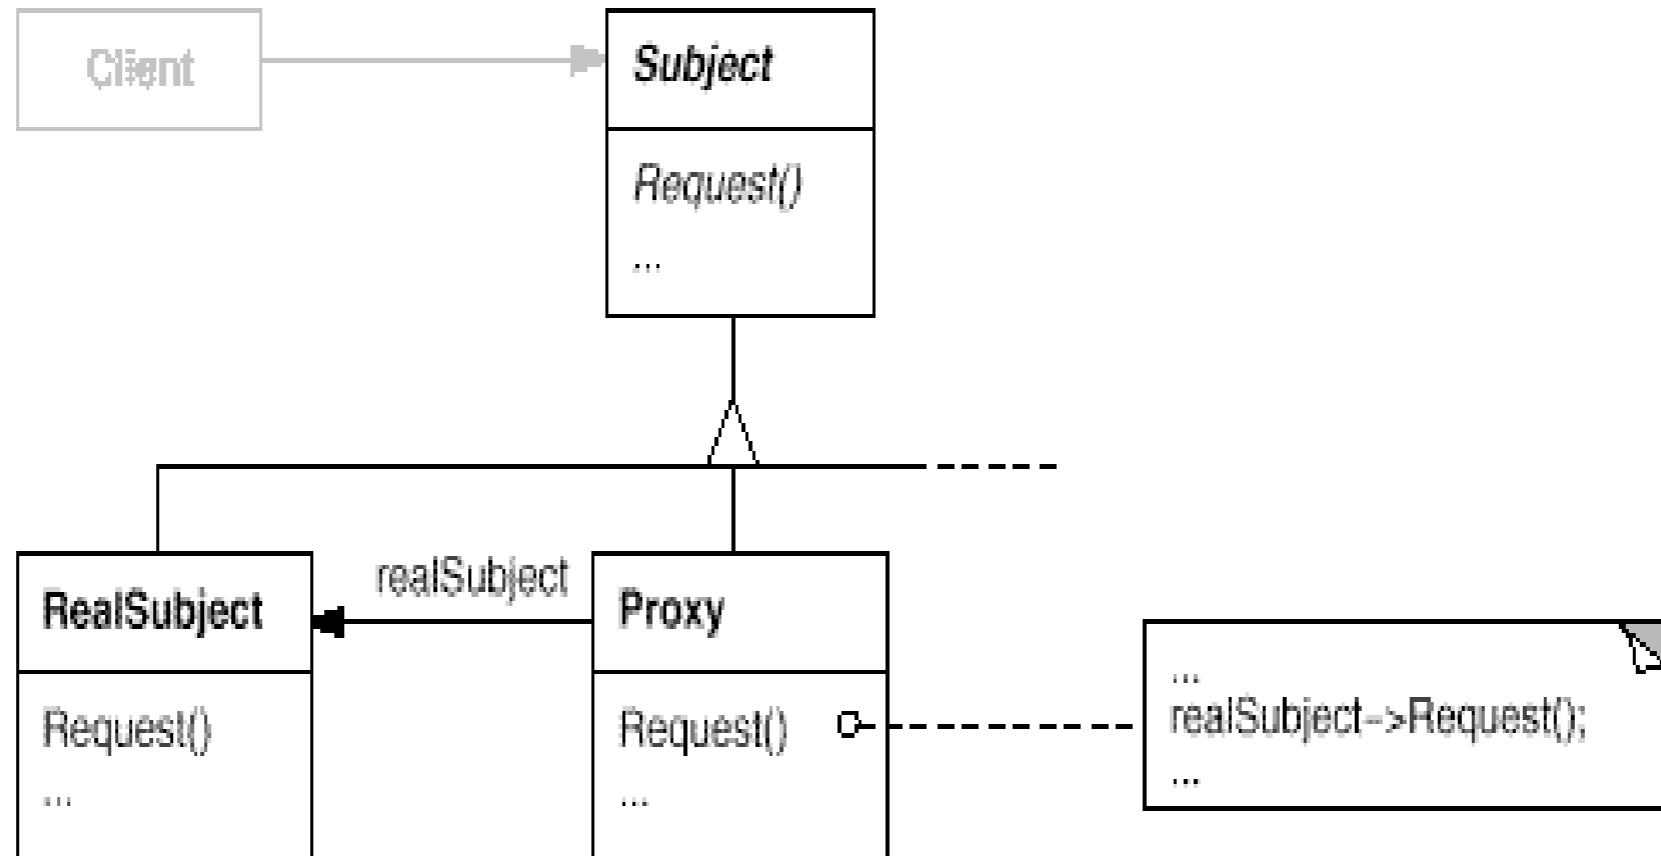 Client
Subject
Request()
...
realSubject
RealSubject
Proxy
Request()
...
Request()
...
...
realSubject–>Request();
...